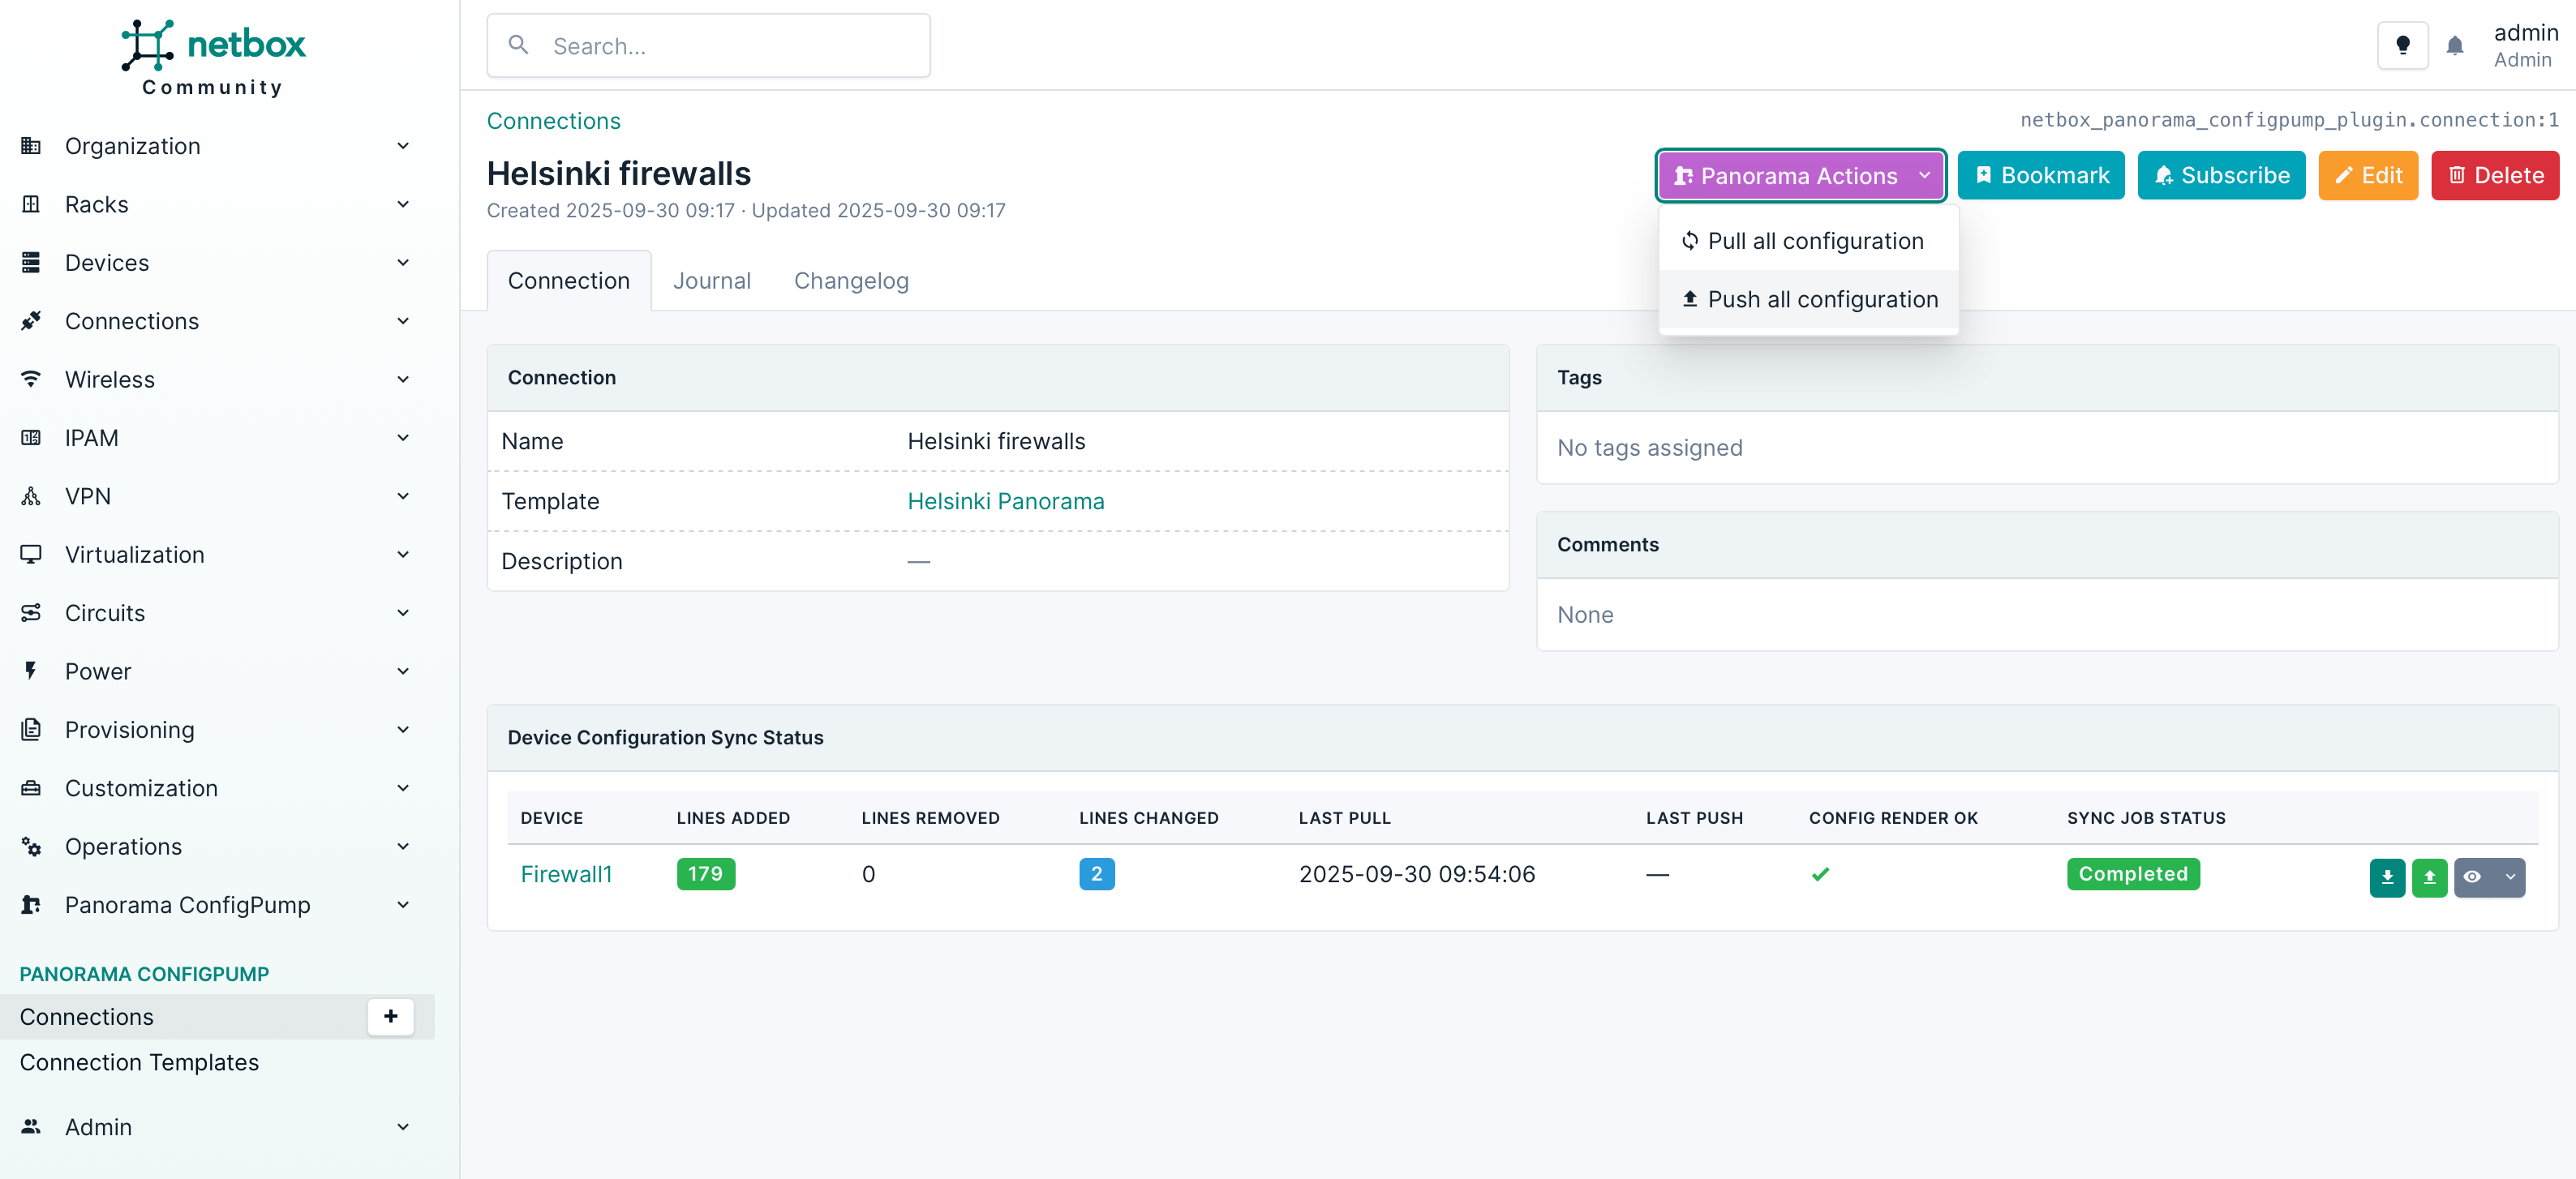 netbox
Community
Search...
admin
Admin
Organization
Racks
Devices
Connections
Wireless
IPAM
VPN
Virtualization
Circuits
Power
Provisioning
Customization
Operations
Panorama ConfigPump
PANORAMA CONFIGPUMP
Connections
+
Connection Templates
Admin
Connections
netbox_panorama_configpump_plugin.connection:1
Helsinki firewalls
Created 2025-09-30 09:17 · Updated 2025-09-30 09:17
Panorama Actions
Bookmark
Subscribe
Edit
Delete
Pull all configuration
Push all configuration
Connection Journal Changelog
Connection
Name Helsinki firewalls
Template Helsinki Panorama
Description —
Tags
No tags assigned
Comments
None
Device Configuration Sync Status
DEVICE LINES ADDED LINES REMOVED LINES CHANGED LAST PULL LAST PUSH CONFIG RENDER OK SYNC JOB STATUS
Firewall1 179 0 2 2025-09-30 09:54:06 — ✓ Completed